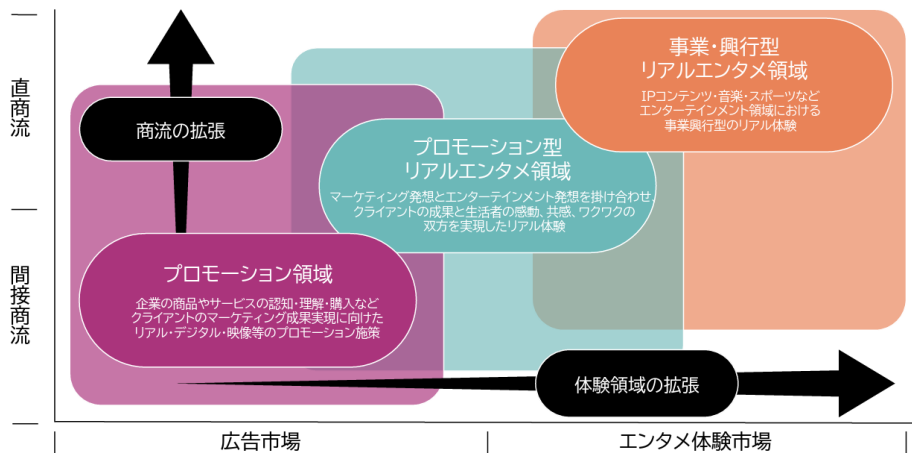 直商流
間接商流
商流の拡張
事業・興行型
リアルエンタメ領域
IPコンテンツ・音楽・スポーツなど
エンターテインメント領域における
事業興行型のリアル体験
プロモーション型
リアルエンタメ領域
マーケティング発想とエンターテインメント発想を掛け合わせ、
クライアントの成果と生活者の感動、共感、ワクワクの
双方を実現したリアル体験
プロモーション領域
企業の商品やサービスの認知・理解・購入など
クライアントのマーケティング成果実現に向けた
リアル・デジタル・映像等のプロモーション施策
体験領域の拡張
広告市場
エンタメ体験市場